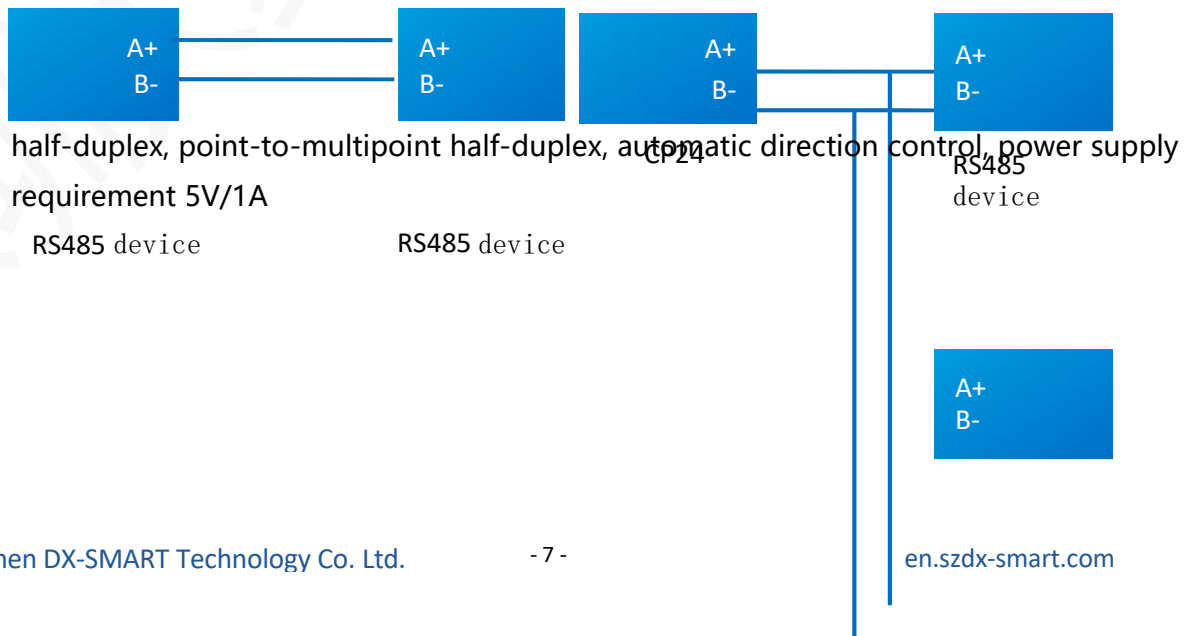 A+
B-
A+
B-
A+
B-
A+
B-
half-duplex, point-to-multipoint half-duplex, automatic direction control, power supply
requirement 5V/1A
CP24
RS485
device
RS485 device
RS485 device
A+
B-
hen DX-SMART Technology Co. Ltd.
- 7 -
en.szdx-smart.com